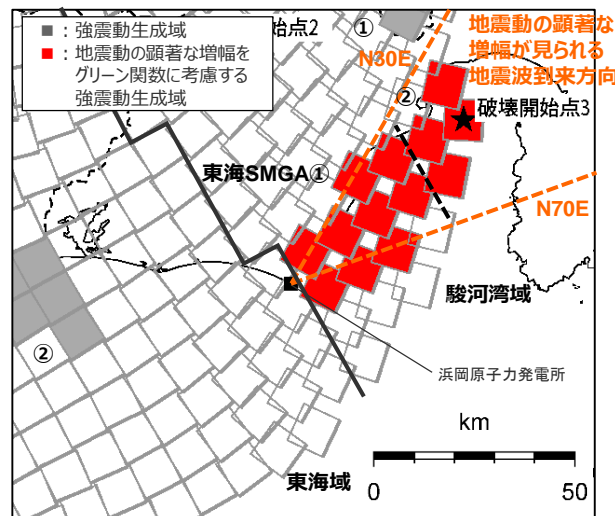 ■ : 強震動生成域
■ : 地震動の顕著な増幅を
グリーン関数に考慮する
強震動生成域
始点2
①
地震動の顕著な
増幅が見られる
地震波到来方向
N30E
②
破壊開始点3
東海SMGA①
N70E
駿河湾域
②
浜岡原子力発電所
km
東海域
0
50